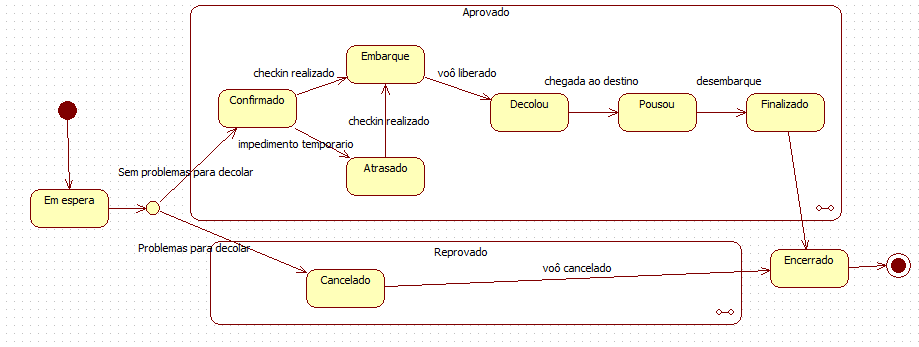 Aprovado
Embarque
checkin realizado
voô liberado
chegada ao destino
desembarque
Confirmado
Decolou
Pousou
Finalizado
checkin realizado
impedimento temporario
Atrasado
Sem problemas para decolar
Em espera
Problemas para decolar
Reprovado
Encerrado
voô cancelado
Cancelado